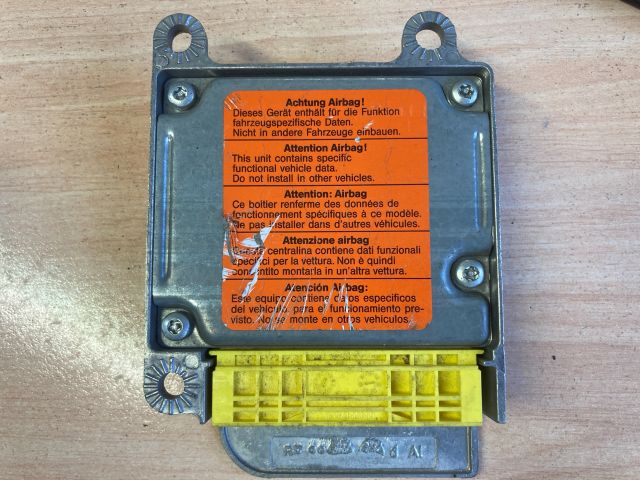 Achtung Airbag!
Dieses Gerät enthält für die Funktion
fahrzeugspezifische Daten.
Nicht in andere Fahrzeuge einbauen.
Attention Airbag!
This unit contains specific
functional vehicle data.
Do not install in other vehicles.
Attention: Airbag
Ce boitier renferme des données de
fonctionnement spécifiques à ce modèle.
Ne pas installer dans d'autres véhicules.
Attenzione airbag
centralina contiene dati funzionali
specifici per la vettura. Non è quindi
consentito montarla in un'altra vettura.
Atención Airbag:
Este equipo contiene datos especificos
del vehiculo para el funcionamiento pre-
visto. No se monte en otros vehiculos.